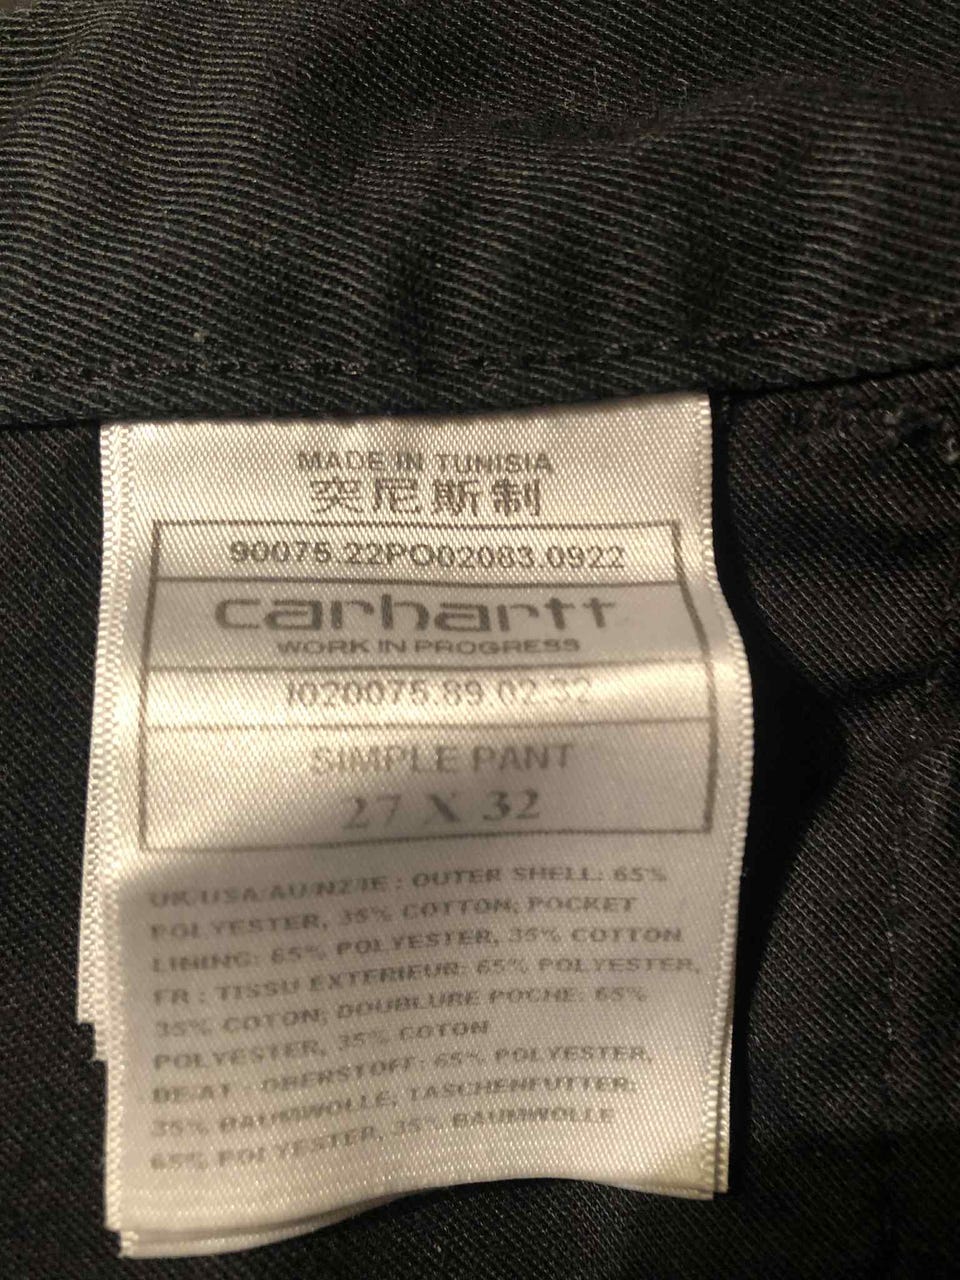 MADE IN TUNISIA
突尼斯制
90075.22PO02083.0922
carhartt
WORK IN PROGRESS
I020075.89.02.32
SIMPLE PANT
27 X 32
UK/USA/AU/NZ/IE : OUTER SHELL: 65%
POLYESTER, 35% COTTON; POCKET
LINING: 65% POLYESTER, 35% COTTON
FR : TISSU EXTERIEUR: 65% POLYESTER,
35% COTON; DOUBLURE POCHE: 65%
POLYESTER, 35% COTON
DE/AT : OBERSTOFF: 65% POLYESTER,
35% BAUMWOLLE, TASCHENFUTTER:
65% POLYESTER, 35% BAUMWOLLE